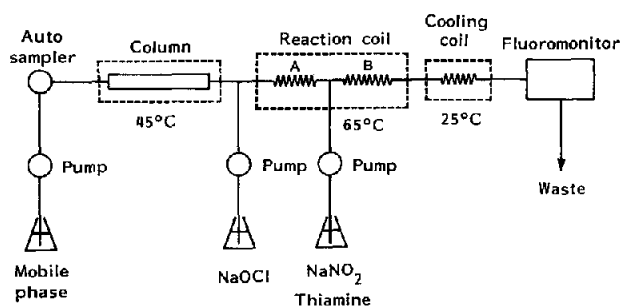 Auto
sampler
Column
45°C
Reaction coil
A
B
65°C
Cooling
coil
25°C
Fluoromonitor
Pump
Pump
Pump
Waste
Mobile
phase
NaOCl
NaNO₂
Thiamine